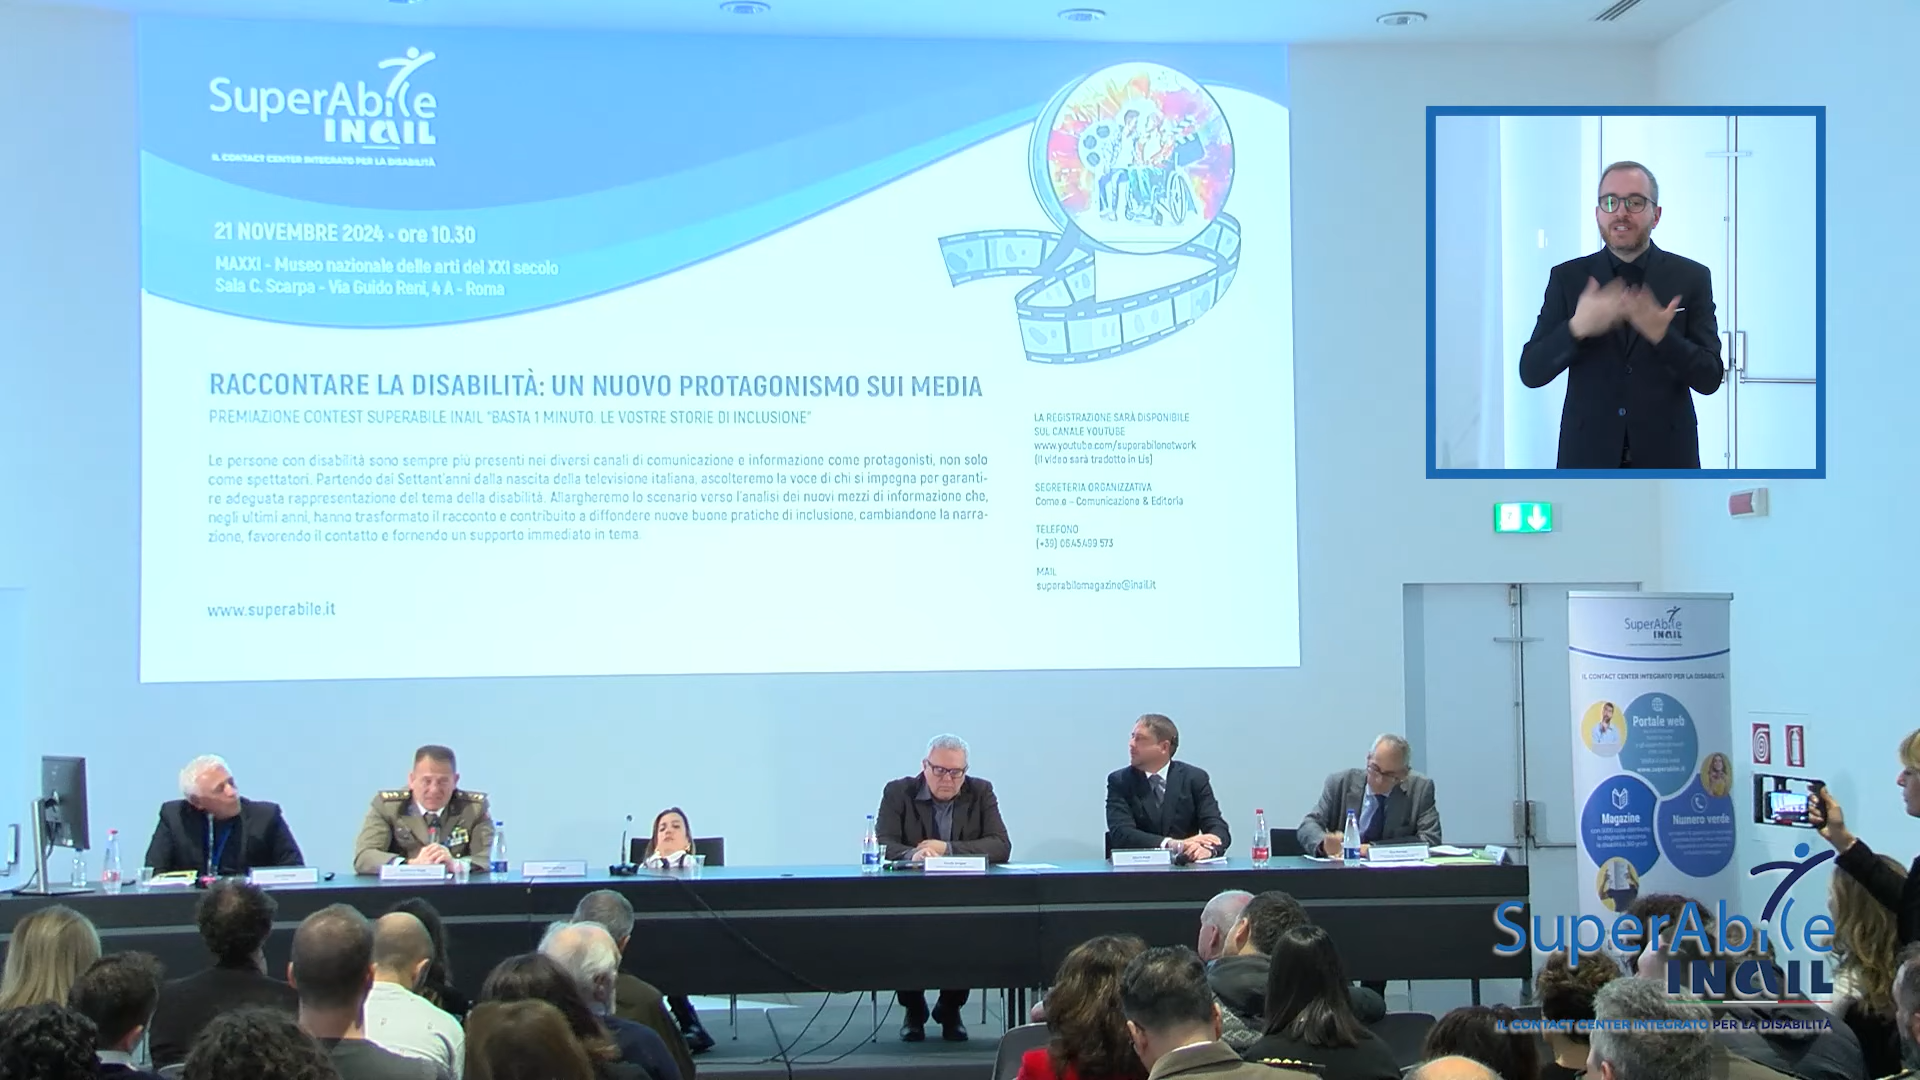 SuperAbile
INAIL
IL CONTACT CENTER INTEGRATO PER LA DISABILITÀ
21 NOVEMBRE 2024 - ore 10.30
MAXXI - Museo nazionale delle arti del XXI secolo
Sala C. Scarpa - Via Guido Reni, 4 A - Roma
RACCONTARE LA DISABILITÀ: UN NUOVO PROTAGONISMO SUI MEDIA
PREMIAZIONE CONTEST SUPERABILE INAIL "BASTA 1 MINUTO. LE VOSTRE STORIE DI INCLUSIONE"
Le persone con disabilità sono sempre più presenti nei diversi canali di comunicazione e informazione come protagonisti, non solo
come spettatori. Partendo dai Settant'anni dalla nascita della televisione italiana, ascolteremo la voce di chi si impegna per garanti-
re adeguata rappresentazione del tema della disabilità. Allargheremo lo scenario verso l'analisi dei nuovi mezzi di informazione che,
negli ultimi anni, hanno trasformato il racconto e contribuito a diffondere nuove buone pratiche di inclusione, cambiandone la narra-
zione, favorendo il contatto e fornendo un supporto immediato in tema.
www.superabile.it
LA REGISTRAZIONE SARÀ DISPONIBILE
SUL CANALE YOUTUBE
www.youtube.com/superabilenetwork
(il video sarà tradotto in Lis)
SEGRETERIA ORGANIZZATIVA
Come.e - Comunicazione & Editoria
TELEFONO
(+39) 06.45.499 573
MAIL
superabilemagazine@inail.it
SuperAbile
INAIL
IL CONTACT CENTER INTEGRATO PER LA DISABILITÀ
Portale web
www.superabile.it
Magazine
Numero verde
SuperAbile
INAIL
IL CONTACT CENTER INTEGRATO PER LA DISABILITÀ